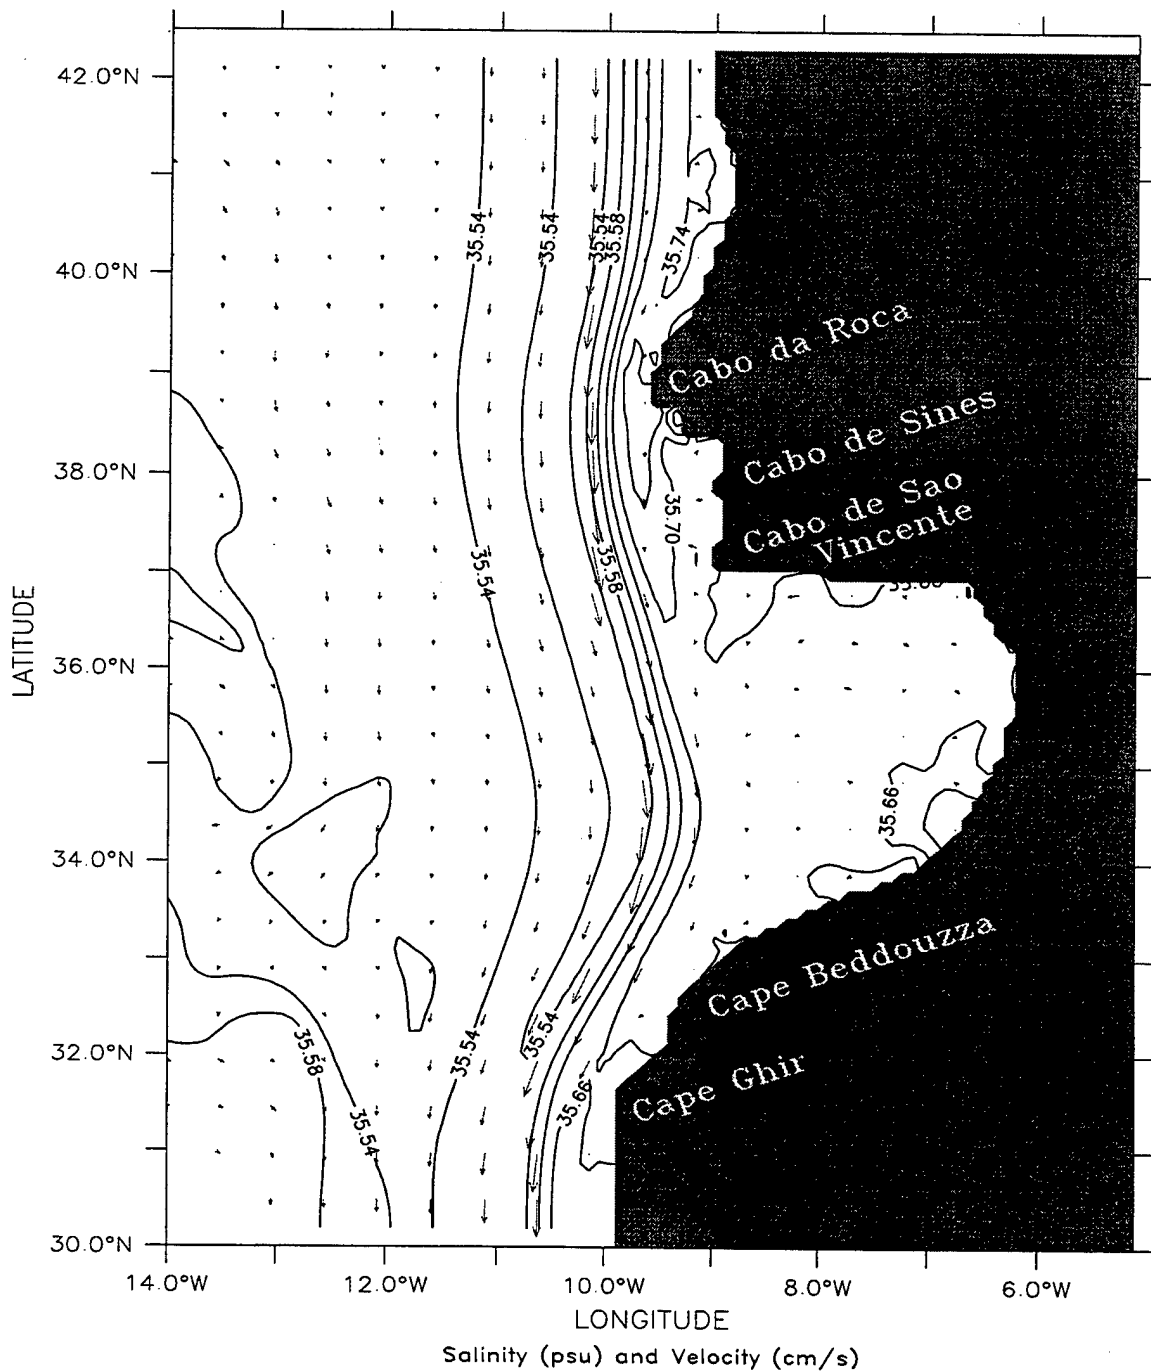 42.0°N
40.0°N
38.0°N
36.0°N
34.0°N
32.0°N
30.0°N
LATITUDE
35.54
35.54
35.54
35.58
35.74
Cabo da Roca
Cabo de Sines
Cabo de Sao
Vincente
35.70
35.54
35.58
35.66
Cape Beddouzza
Cape Ghir
35.54
35.54
35.66
35.58
35.54
14.0°W
12.0°W
10.0°W
8.0°W
6.0°W
LONGITUDE
Salinity (psu) and Velocity (cm/s)